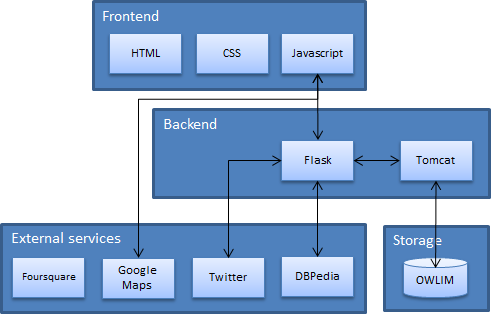 Frontend
HTML
CSS
Javascript
Backend
Flask
Tomcat
External services
Foursquare
Google
Maps
Twitter
DBPedia
Storage
OWLIM